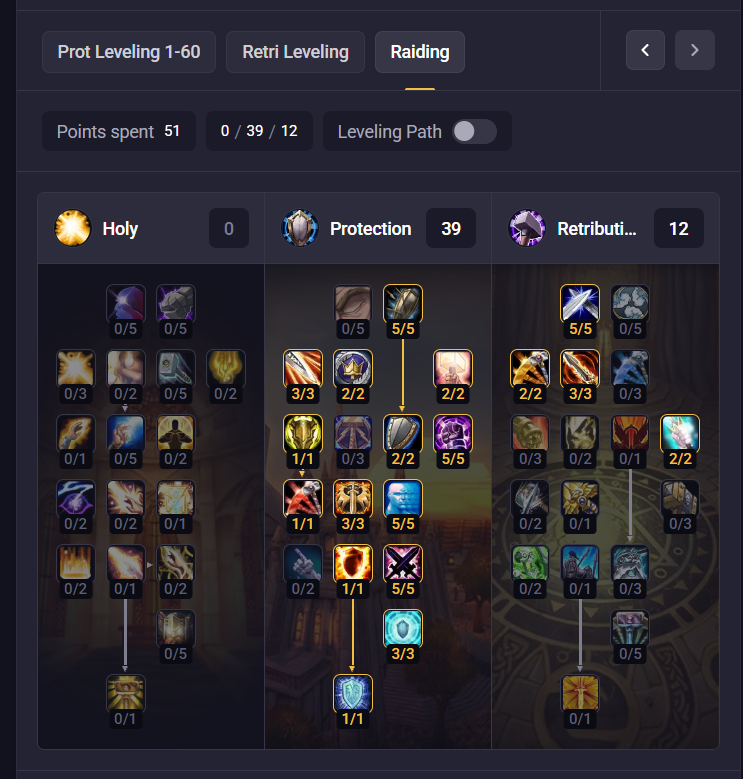 Prot Leveling 1-60 Retri Leveling Raiding
Points spent 51 0 / 39 / 12 Leveling Path
Holy 0 Protection 39 Retributi... 12
0/5 0/5 0/5 5/5 5/5 0/5
0/3 0/2 0/5 0/2 3/3 2/2 2/2 2/2 3/3 0/3
0/1 0/5 0/2 1/1 0/3 2/2 5/5 0/3 0/2 0/1 2/2
0/2 0/2 0/1 1/1 3/3 5/5 0/2 0/1 0/3
0/2 0/1 0/2 0/2 1/1 5/5 0/2 0/1 0/3
0/5 3/3 0/5
0/1 1/1 0/1